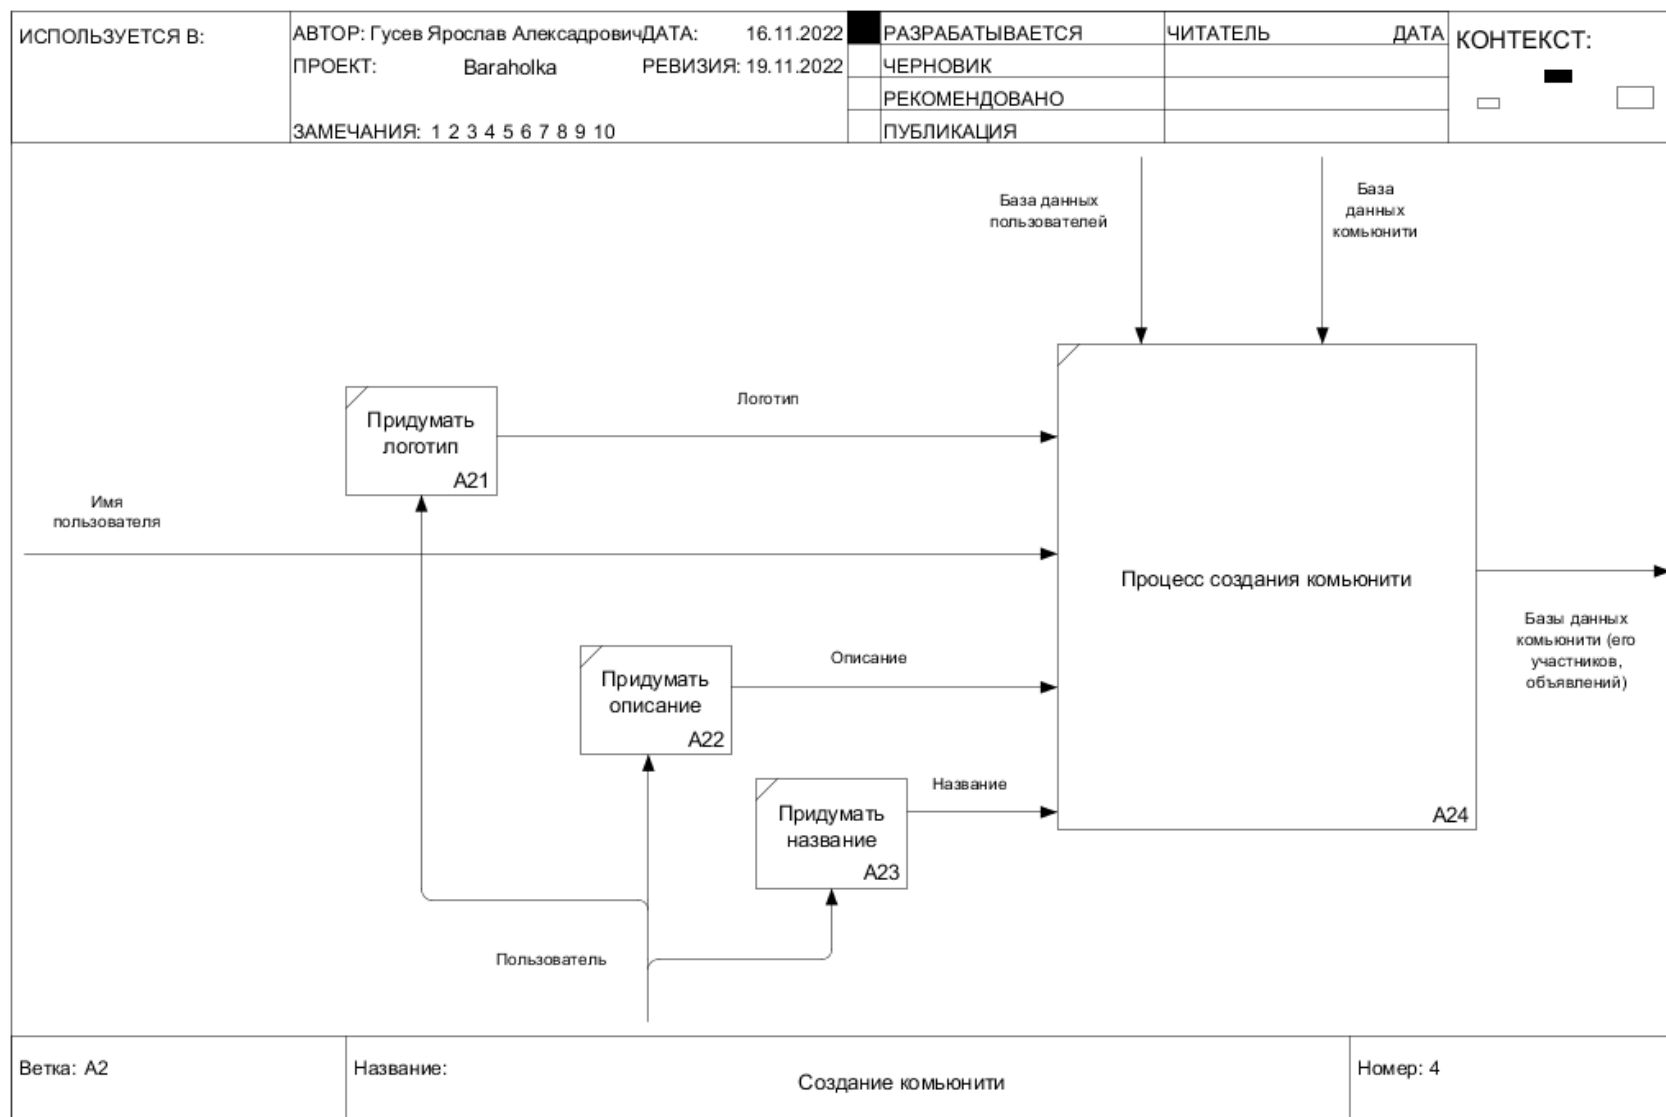 ИСПОЛЬЗУЕТСЯ В:
АВТОР: Гусев Ярослав Алексадрович
ДАТА: 16.11.2022
ПРОЕКТ: Baraholka
РЕВИЗИЯ: 19.11.2022
ЗАМЕЧАНИЯ: 1 2 3 4 5 6 7 8 9 10
РАЗРАБАТЫВАЕТСЯ
ЧЕРНОВИК
РЕКОМЕНДОВАНО
ПУБЛИКАЦИЯ
ЧИТАТЕЛЬ ДАТА
КОНТЕКСТ:
База данных
пользователей
База
данных
комьюнити
Придумать
логотип
A21
Логотип
Имя
пользователя
Процесс создания комьюнити
A24
Базы данных
комьюнити (его
участников,
объявлений)
Придумать
описание
A22
Описание
Придумать
название
A23
Название
Пользователь
Ветка: A2
Название:
Создание комьюнити
Номер: 4